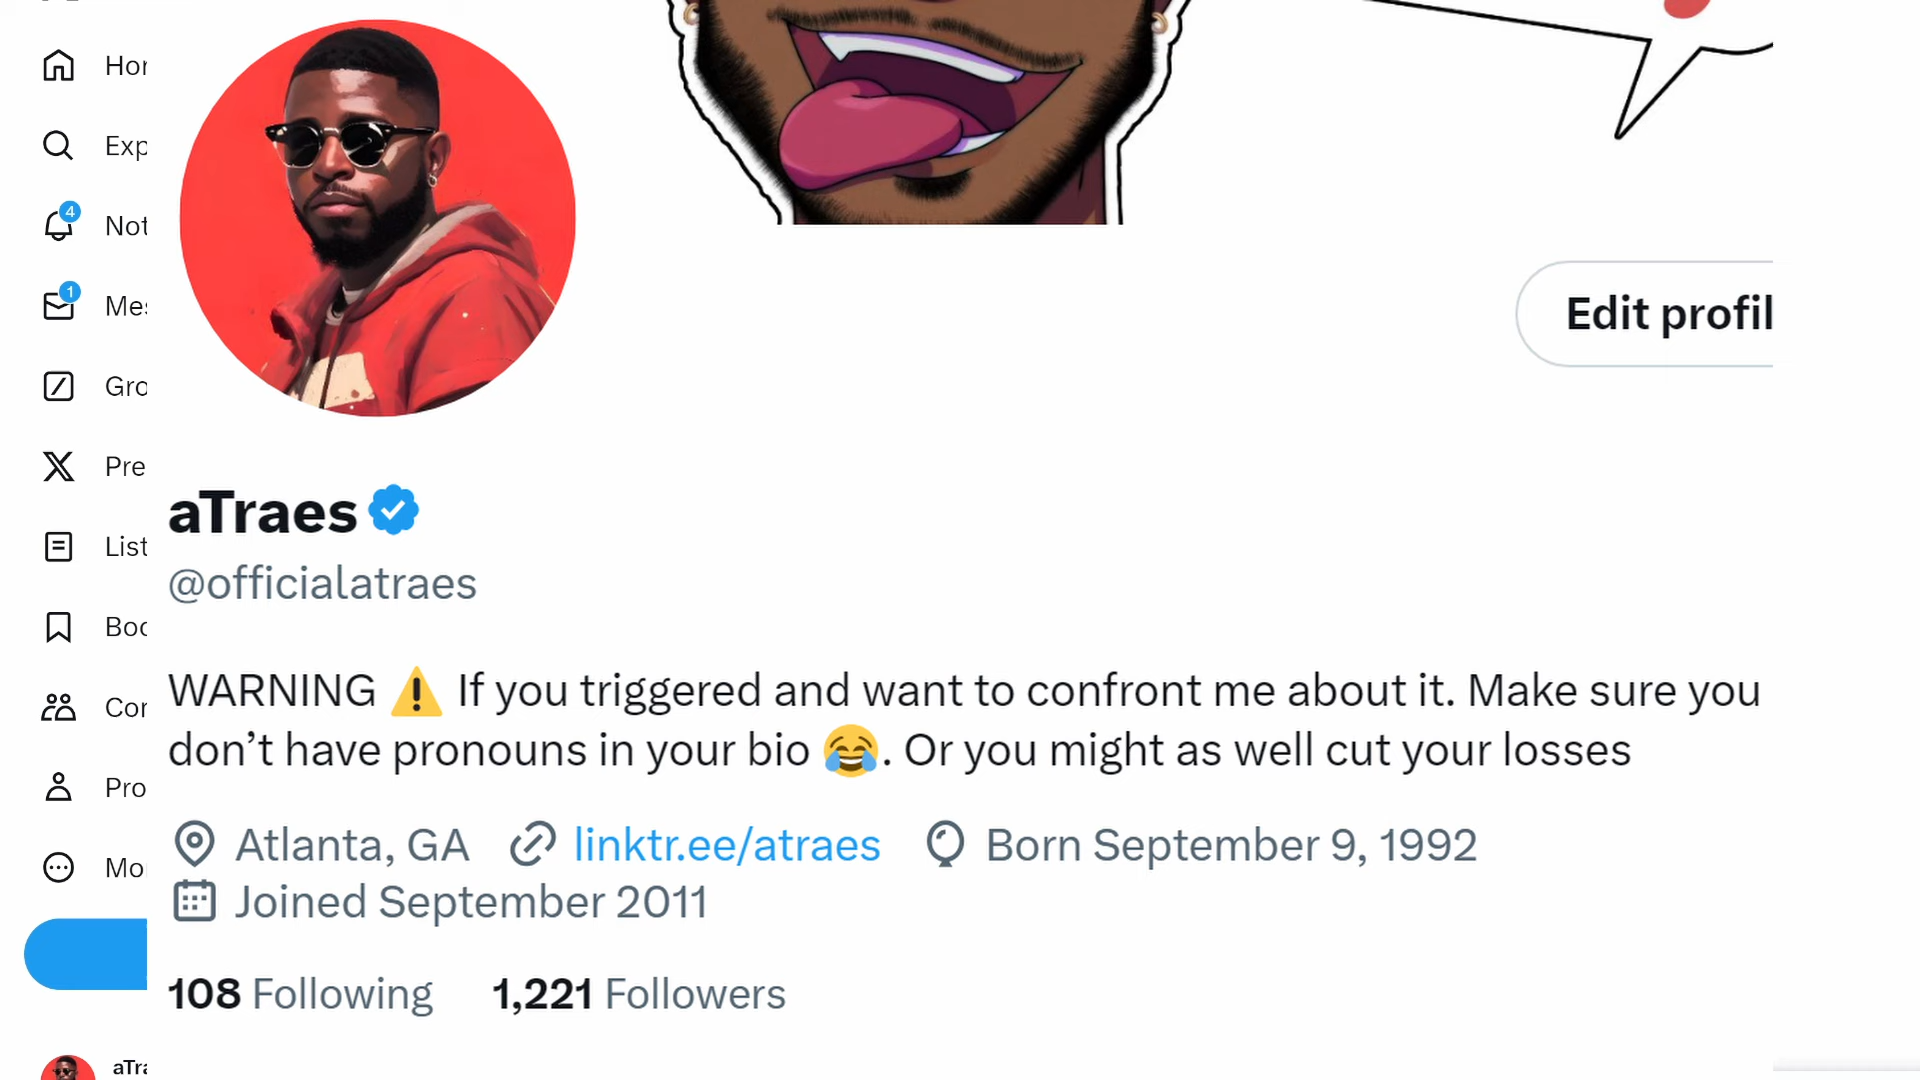 Hor
Exp
4
Not
1
Mes
Gro
Pre
List
Boo
Cor
Pro
Mo
Edit profil
aTraes
@officialatraes
WARNING ⚠️ If you triggered and want to confront me about it. Make sure you
don’t have pronouns in your bio 😂. Or you might as well cut your losses
Atlanta, GA linktr.ee/atraes Born September 9, 1992
Joined September 2011
108 Following 1,221 Followers
aTra